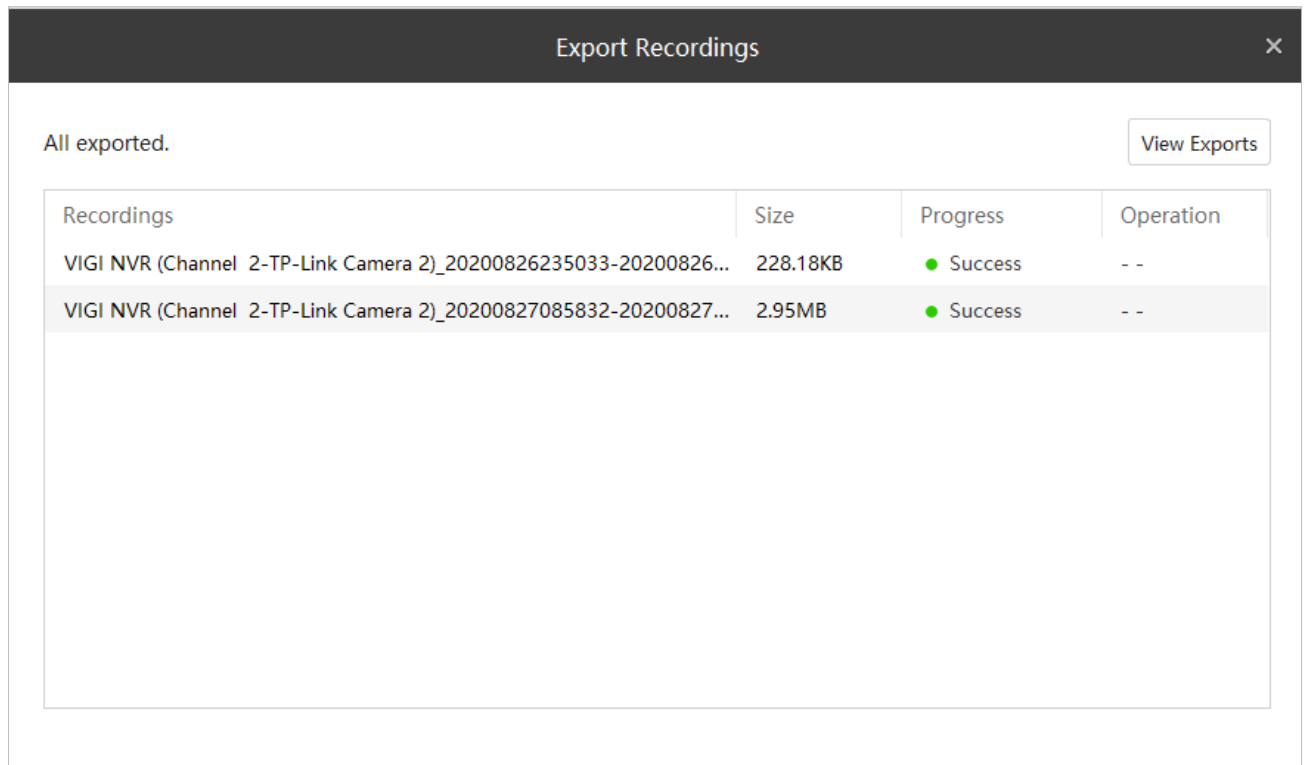 Export Recordings
All exported.
View Exports
Recordings Size Progress Operation
VIGI NVR (Channel 2-TP-Link Camera 2)_20200826235033-20200826... 228.18KB Success - -
VIGI NVR (Channel 2-TP-Link Camera 2)_20200827085832-20200827... 2.95MB Success - -